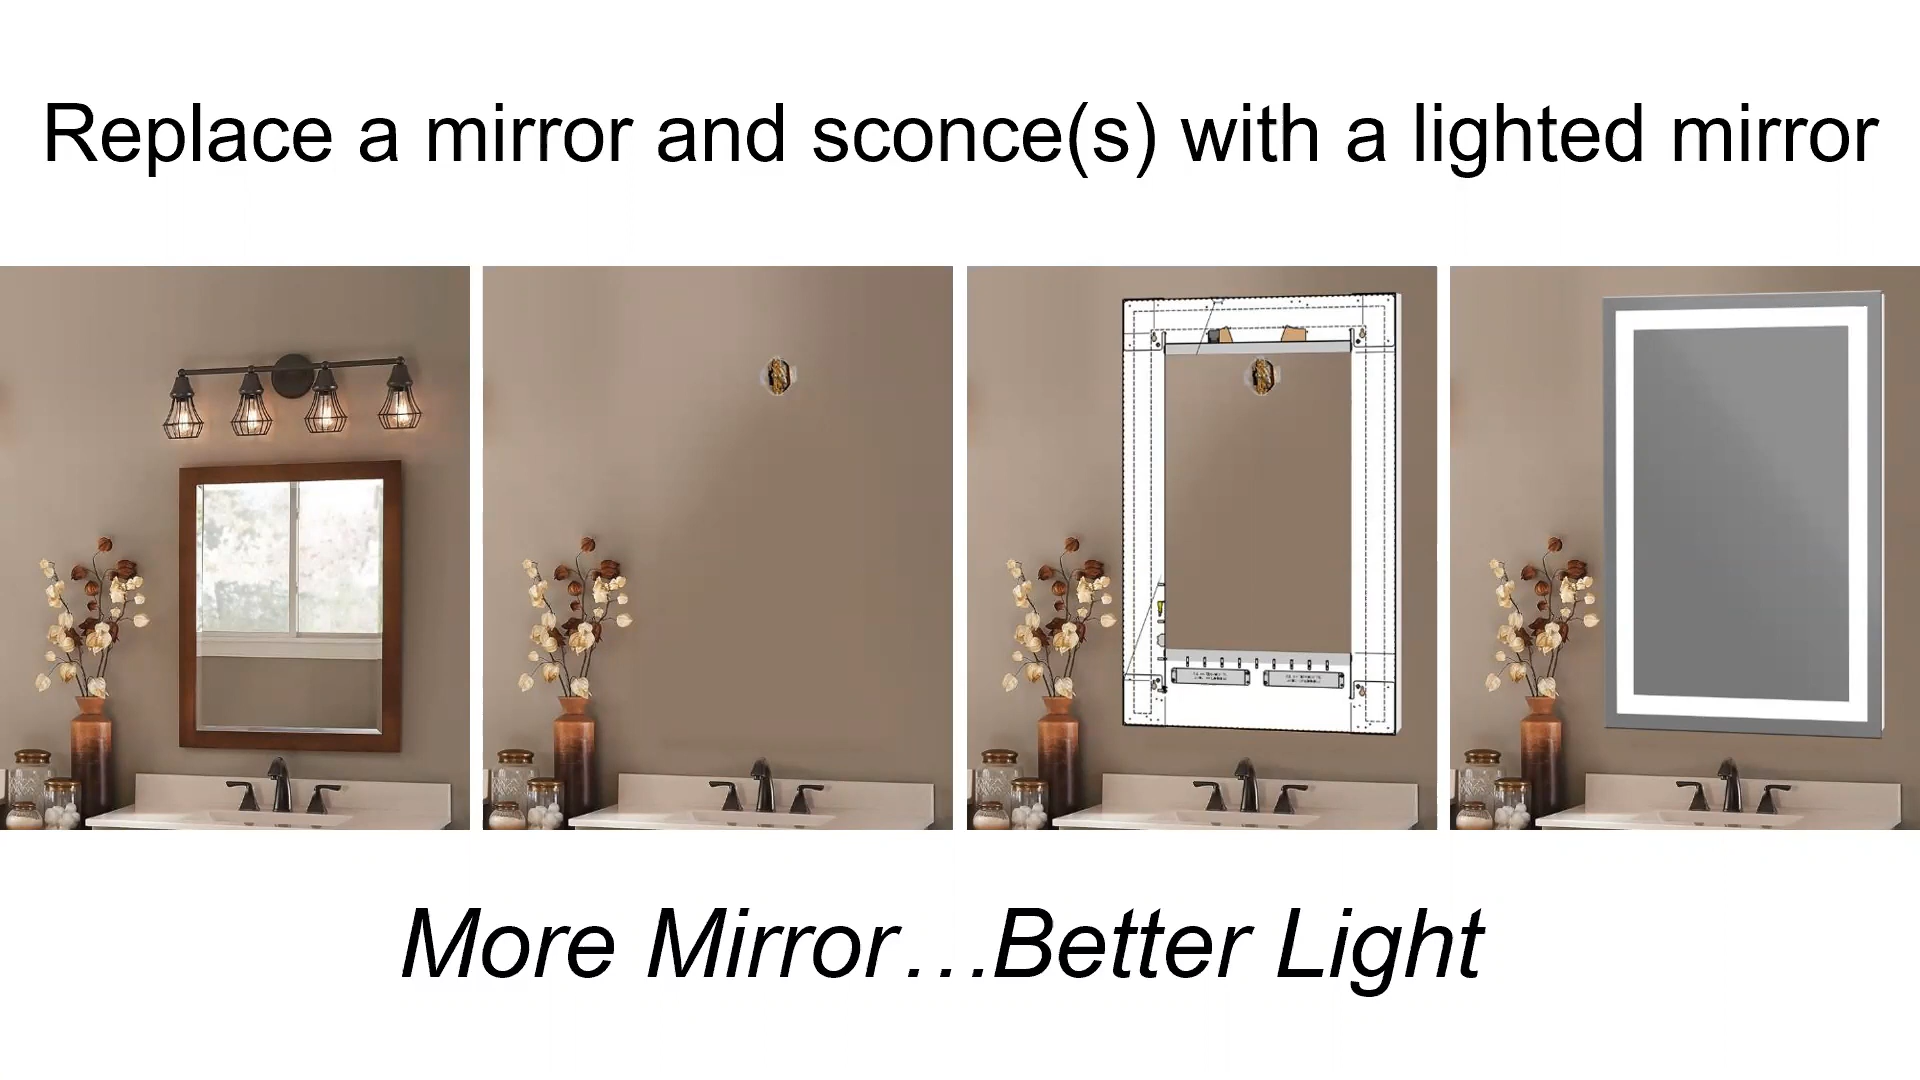 Replace a mirror and sconce(s) with a lighted mirror
More Mirror…Better Light